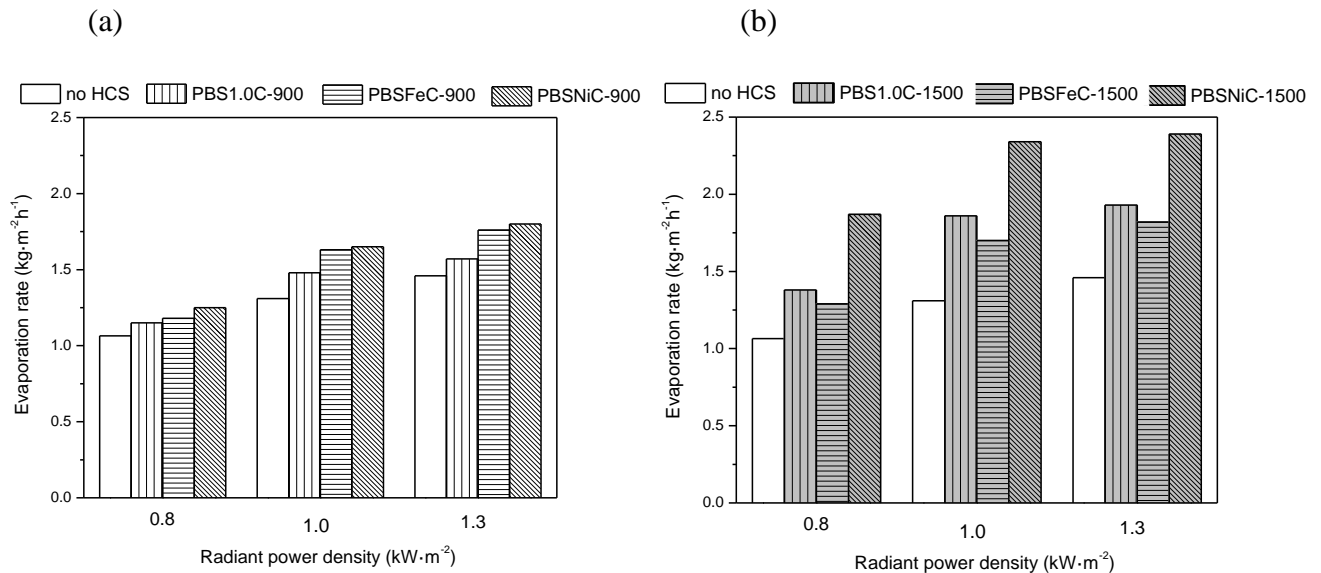 (a)
no HCS PBS1.0C-900 PBSFeC-900 PBSNiC-900
2.5
2.0
1.5
1.0
0.5
0.0
Evaporation rate (kg·m⁻²h⁻¹)
0.8 1.0 1.3
Radiant power density (kW·m⁻²)
(b)
no HCS PBS1.0C-1500 PBSFeC-1500 PBSNiC-1500
2.5
2.0
1.5
1.0
0.5
0.0
Evaporation rate (kg·m⁻²h⁻¹)
0.8 1.0 1.3
Radiant power density (kW·m⁻²)